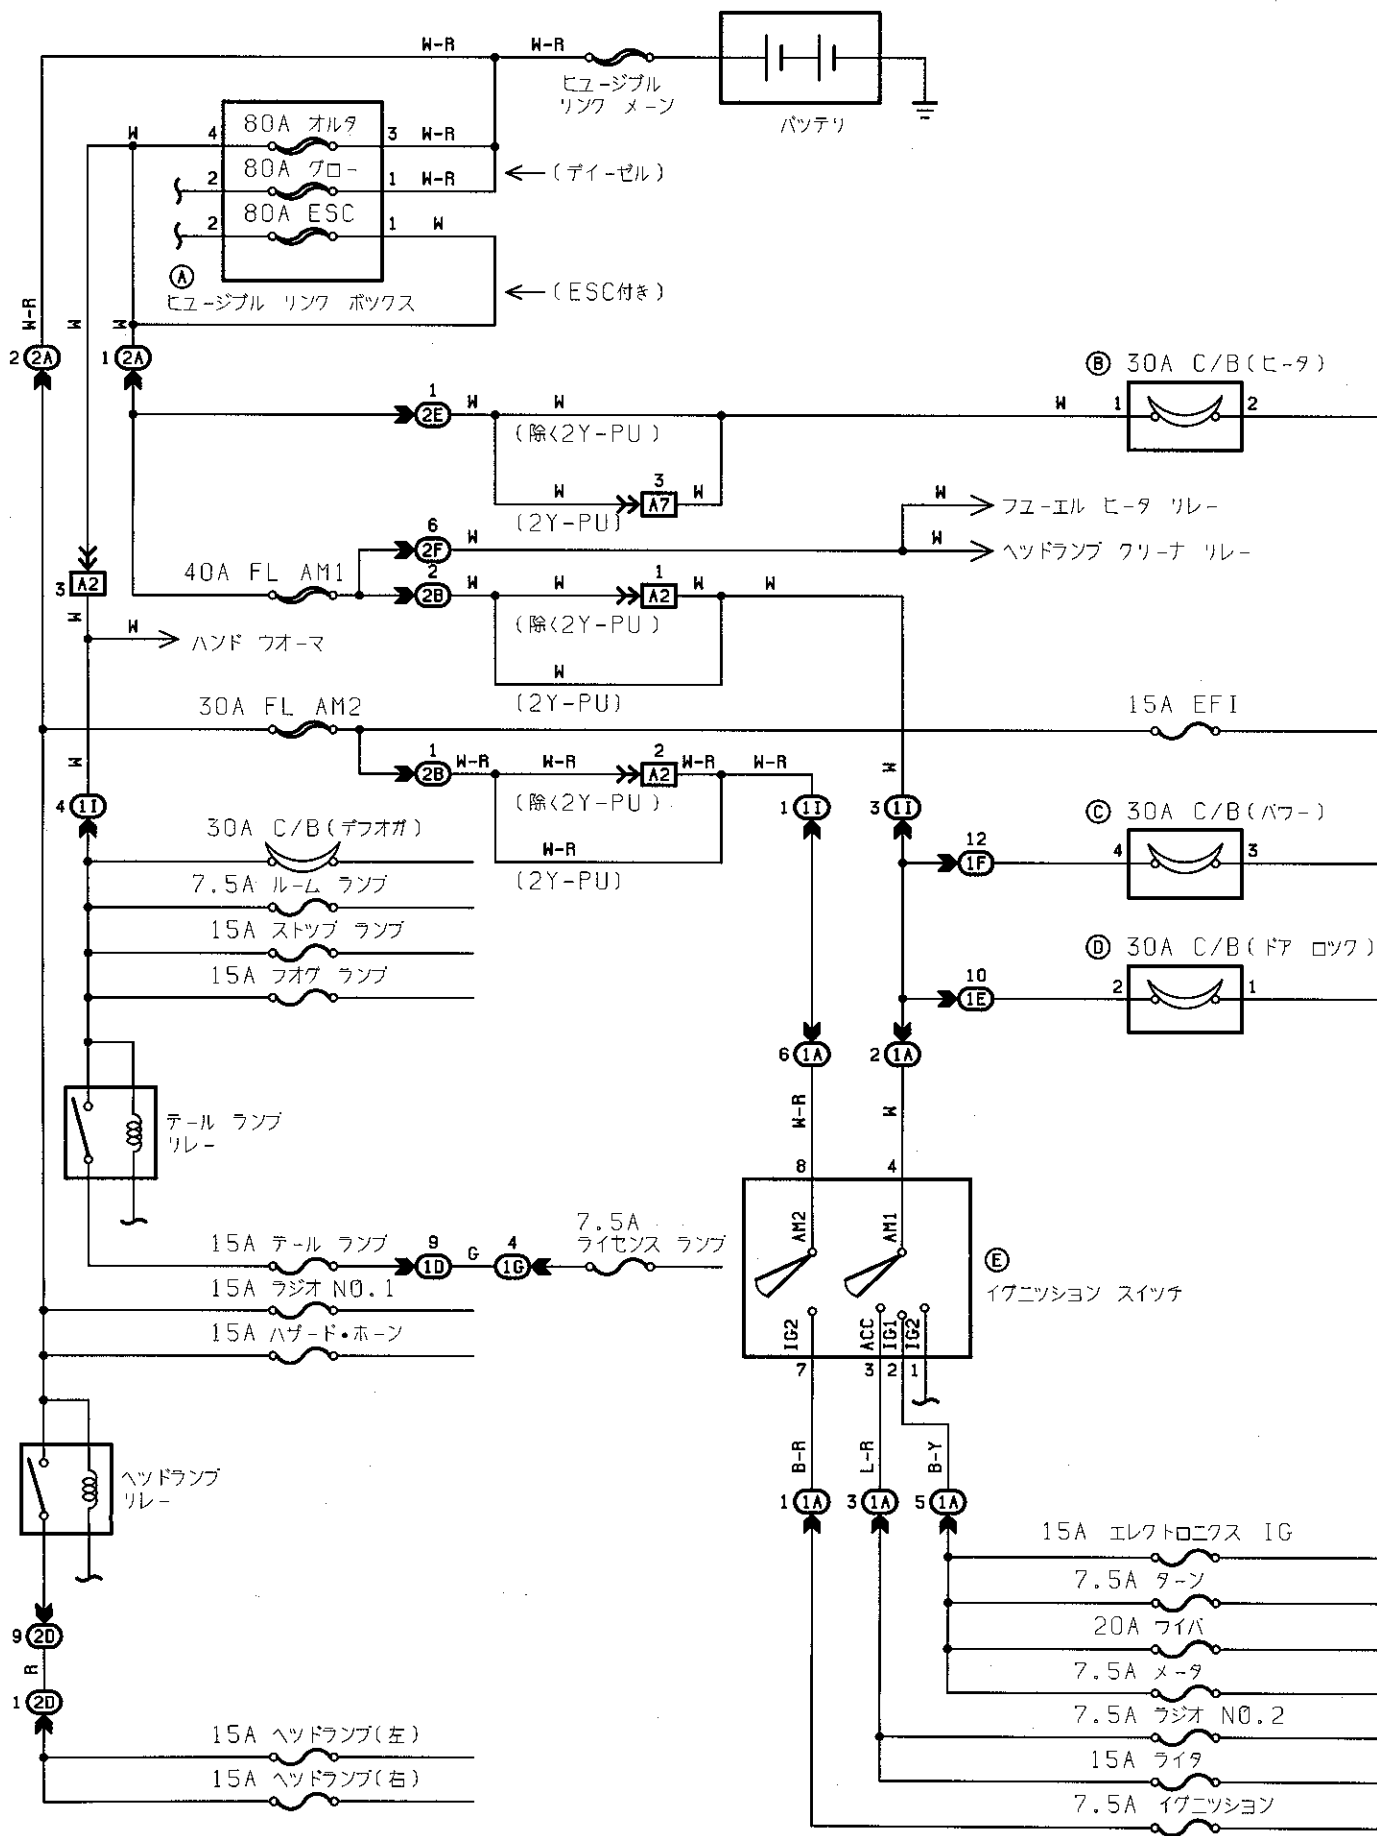 W-R W-R
ヒュージブル
リンク メーン
バッテリ
W 4 80A オルタ 3 W-R
2 80A グロー 1 W-R
←(ディーゼル)
2 80A ESC 1 W
A
ヒュージブル リンク ボックス
←(ESC付き)
W-R W W
2 2A 1 2A
B 30A C/B(ヒータ)
1 2
1
2E W W W
(除く2Y-PU)
3
W A7 W
(2Y-PU)
W フューエル ヒータ リレー
6
2F W W ヘッドランプ クリーナ リレー
40A FL AM1
2 1
2B W W A2 W W
(除く2Y-PU)
3 A2
W
W ハンド ウオーマ
W
(2Y-PU)
30A FL AM2
15A EFI
1 2
2B W-R W-R A2 W-R W-R
(除く2Y-PU)
W W
4 1I
1 1I 3 1I
W-R
(2Y-PU)
C 30A C/B(パワー)
12
1F 4 3
30A C/B(デフオガ)
7.5A ルーム ランプ
15A ストップ ランプ
15A フオグ ランプ
D 30A C/B(ドア ロック)
10
1E 2 1
6 1A 2 1A
テール ランプ
リレー
W-R W
8 4
AM2 AM1
15A テール ランプ
9 4
1D G 1G
7.5A
ライセンス ランプ
15A ラジオ NO.1
15A ハザード・ホーン
E
イグニッション スイッチ
IG2 ACC IG1 IG2
7 3 2 1
ヘッドランプ
リレー
B-R L-R B-Y
1 1A 3 1A 5 1A
15A エレクトロニクス IG
7.5A ターン
20A ワイパ
7.5A メータ
7.5A ラジオ NO.2
15A ライタ
7.5A イグニッション
9 2D
R
1 2D
15A ヘッドランプ(左)
15A ヘッドランプ(右)